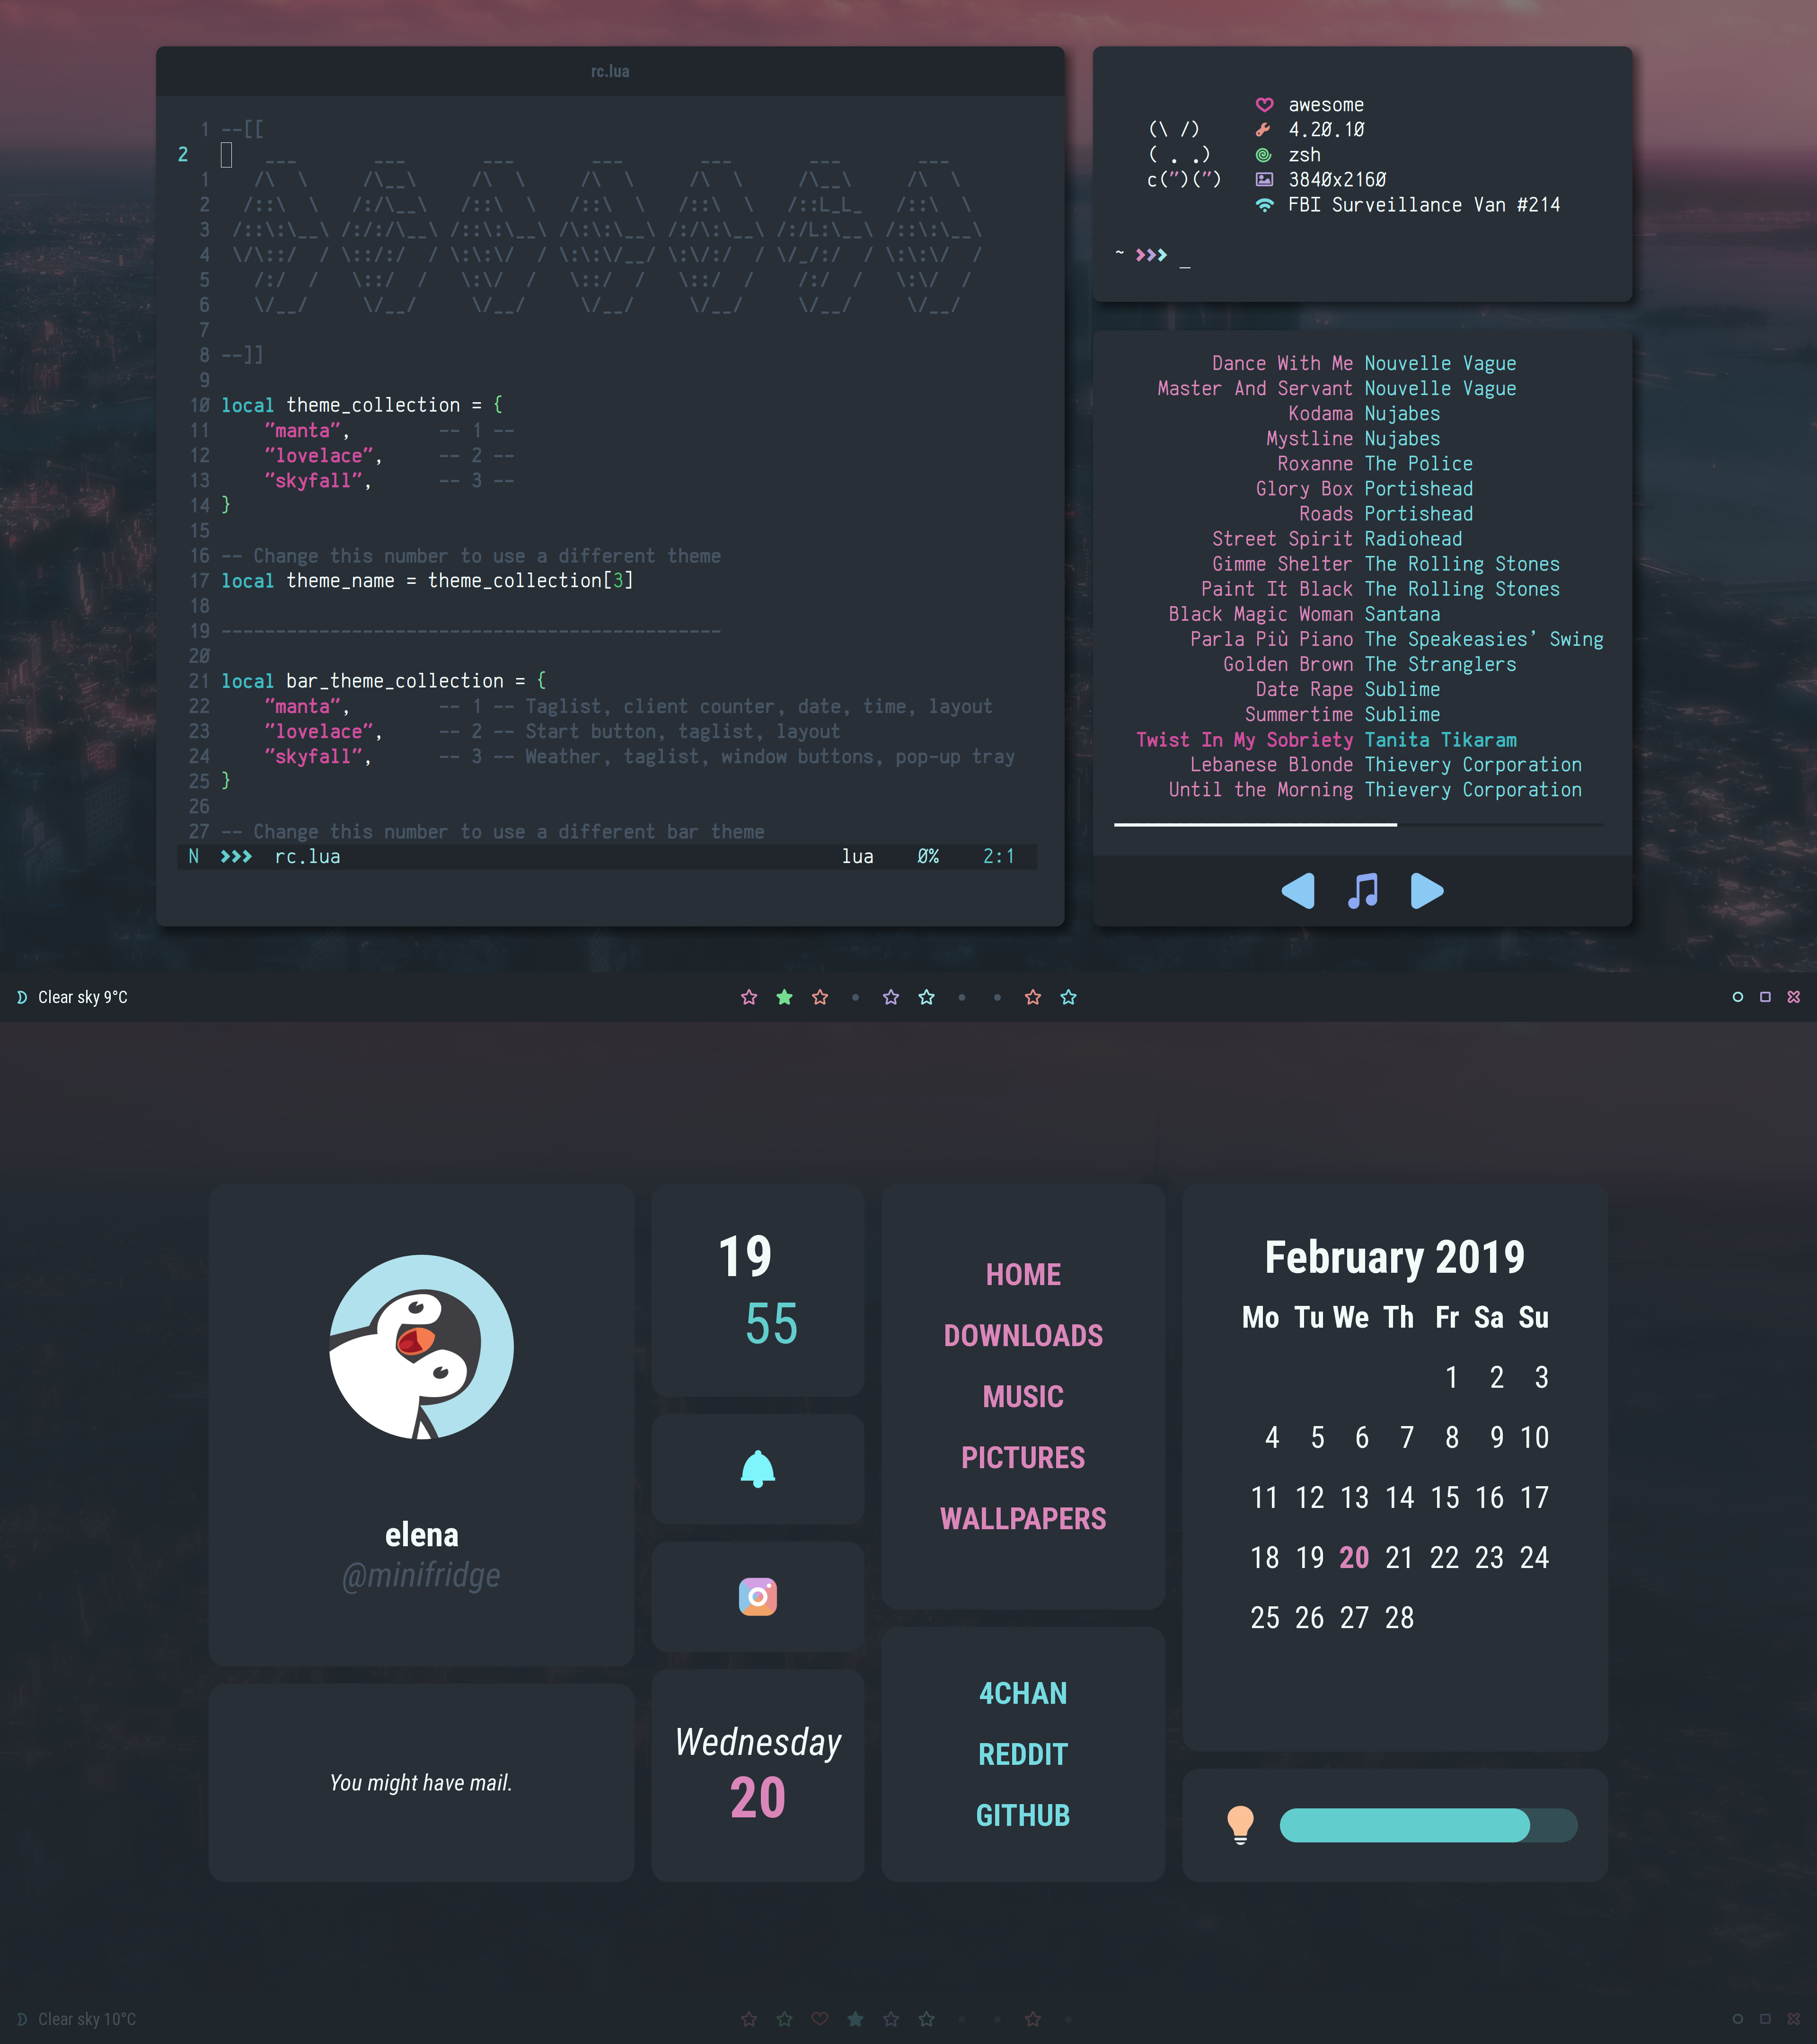 rc.lua
1 --[[
2
   ___       ___       ___       ___       ___       ___       ___
1    /\  \     /\__\     /\  \     /\  \     /\  \     /\__\     /\  \
2   /::\  \   /:/\__\   /::\  \   /::\  \   /::\  \   /::L_L_   /::\  \
3  /::\:\__\ /:/:/\__\ /::\:\__\ /\:\:\__\ /:/\:\__\ /:/L:\__\ /::\:\__\
4  \/\::/  / \::/:/  / \:\:\/  / \:\:\/__/ \:\/:/  / \/_/:/  / \:\:\/  /
5    /:/  /   \::/  /   \:\/  /   \::/  /   \::/  /    /:/  /   \:\/  /
6    \/__/     \/__/     \/__/     \/__/     \/__/     \/__/     \/__/
7
8 --]]
9
10 local theme_collection = {
11     "manta",        -- 1 --
12     "lovelace",     -- 2 --
13     "skyfall",      -- 3 --
14 }
15
16 -- Change this number to use a different theme
17 local theme_name = theme_collection[3]
18
19 ----------------------------------------------
20
21 local bar_theme_collection = {
22     "manta",        -- 1 -- Taglist, client counter, date, time, layout
23     "lovelace",     -- 2 -- Start button, taglist, layout
24     "skyfall",      -- 3 -- Weather, taglist, window buttons, pop-up tray
25 }
26
27 -- Change this number to use a different bar theme
N rc.lua lua 0% 2:1
awesome
(\ /) 4.20.10
( . .) zsh
c(")(") 3840x2160
FBI Surveillance Van #214
~ ❯❯❯ _
Dance With Me Nouvelle Vague
Master And Servant Nouvelle Vague
Kodama Nujabes
Mystline Nujabes
Roxanne The Police
Glory Box Portishead
Roads Portishead
Street Spirit Radiohead
Gimme Shelter The Rolling Stones
Paint It Black The Rolling Stones
Black Magic Woman Santana
Parla Più Piano The Speakeasies' Swing
Golden Brown The Stranglers
Date Rape Sublime
Summertime Sublime
Twist In My Sobriety Tanita Tikaram
Lebanese Blonde Thievery Corporation
Until the Morning Thievery Corporation
Clear sky 9°C
elena
@minifridge
You might have mail.
19
55
Wednesday
20
HOME
DOWNLOADS
MUSIC
PICTURES
WALLPAPERS
4CHAN
REDDIT
GITHUB
February 2019
Mo Tu We Th Fr Sa Su
1 2 3
4 5 6 7 8 9 10
11 12 13 14 15 16 17
18 19 20 21 22 23 24
25 26 27 28
Clear sky 10°C